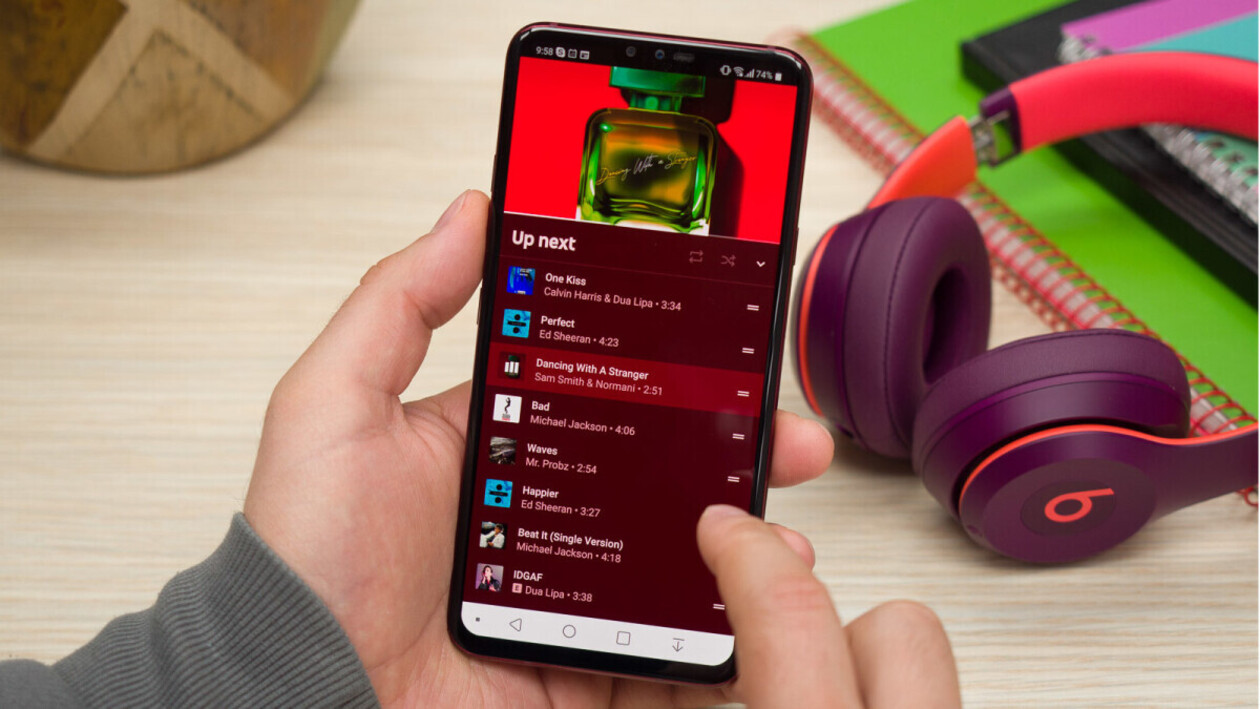 9:58
74%
Dancing With a Stranger
Up next
One Kiss
Calvin Harris & Dua Lipa • 3:34
Perfect
Ed Sheeran • 4:23
Dancing With A Stranger
Sam Smith & Normani • 2:51
Bad
Michael Jackson • 4:06
Waves
Mr. Probz • 2:54
Happier
Ed Sheeran • 3:27
Beat It (Single Version)
Michael Jackson • 4:18
IDGAF
E Dua Lipa • 3:38
b